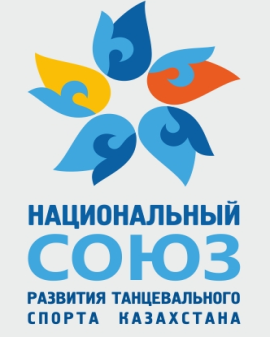 НАЦИОНАЛЬНЫЙ
СОЮЗ
РАЗВИТИЯ ТАНЦЕВАЛЬНОГО
СПОРТА КАЗАХСТАНА